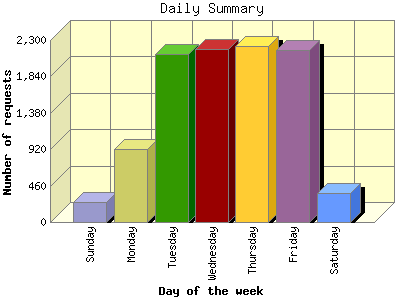 Daily Summary
Number of requests
2,300
1,840
1,380
920
460
0
Sunday
Monday
Tuesday
Wednesday
Thursday
Friday
Saturday
Day of the week